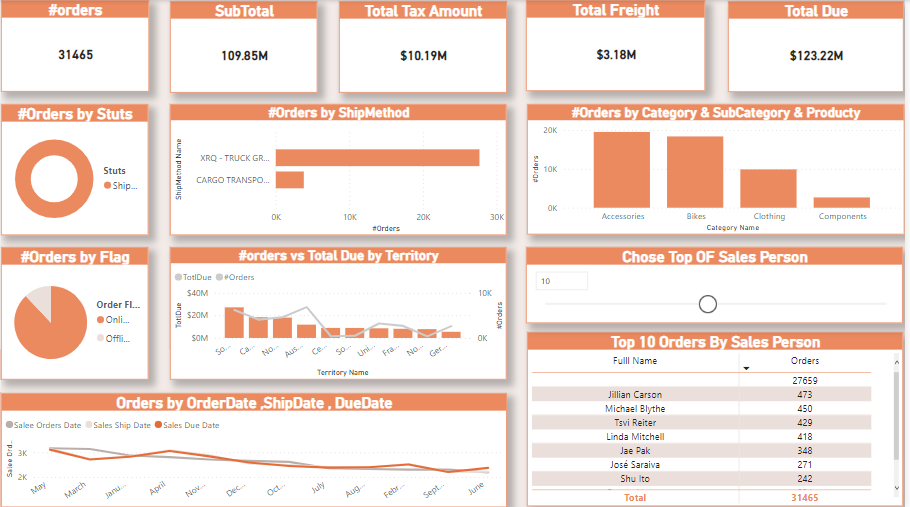 #orders
31465
SubTotal
109.85M
Total Tax Amount
$10.19M
Total Freight
$3.18M
Total Due
$123.22M
#Orders by Stuts
Stuts
Ship...
#Orders by ShipMethod
ShipMethod Name
XRQ - TRUCK GR...
CARGO TRANSPO...
0K 10K 20K 30K
#Orders
#Orders by Category & SubCategory & Producty
#Orders
20K
10K
0K
Accessories Bikes Clothing Components
Category Name
#Orders by Flag
Order Fl...
Onli...
Offli...
#orders vs Total Due by Territory
TotlDue #Orders
TotlDue
$40M
$20M
$0M
10K
0K
#Orders
So... Ca... No... Aus... Ce... So... Uni... Fra... No... Ger...
Territory Name
Chose Top OF Sales Person
10
Top 10 Orders By Sales Person
Fulll Name Orders
27659
Jillian Carson 473
Michael Blythe 450
Tsvi Reiter 429
Linda Mitchell 418
Jae Pak 348
José Saraiva 271
Shu Ito 242
Total 31465
Orders by OrderDate ,ShipDate , DueDate
Salee Orders Date Sales Ship Date Sales Due Date
Salee Ord...
3K
2K
May March Janu... April Nov... Dec... Oct... July Aug... Febr... Sept... June